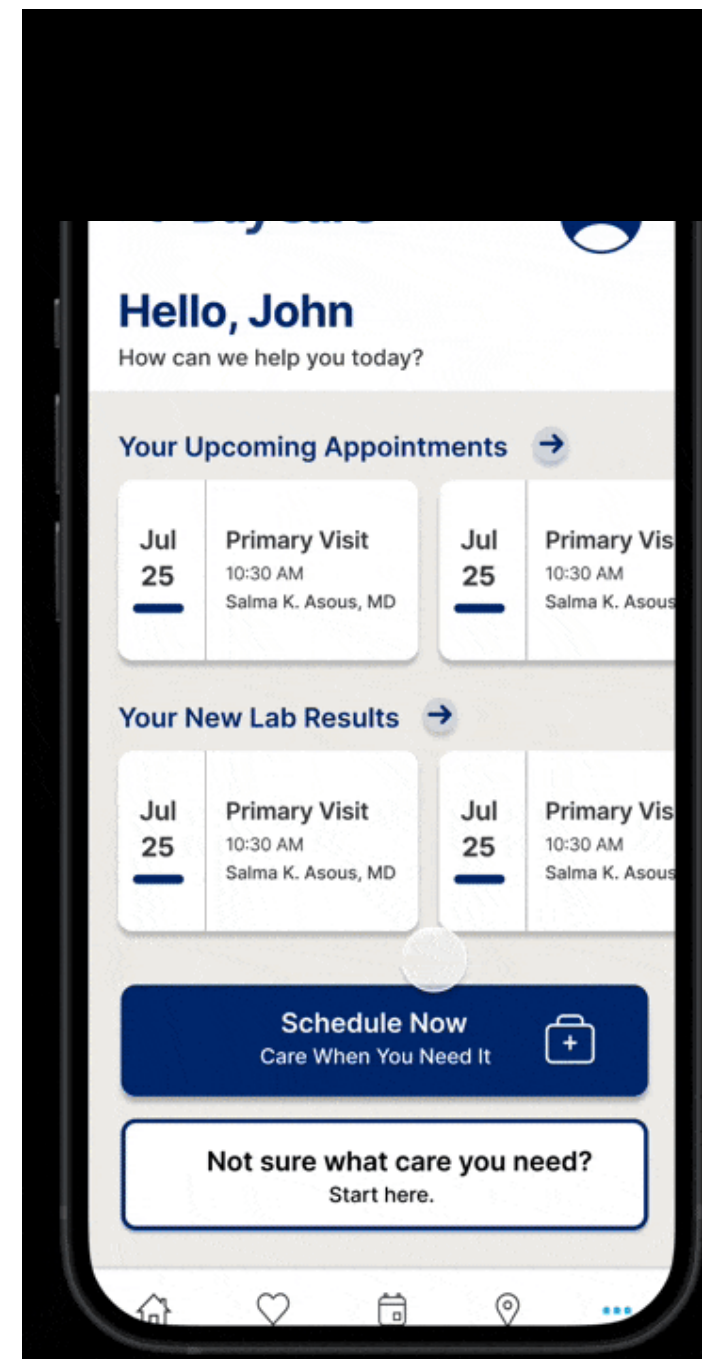 Hello, John
How can we help you today?
Your Upcoming Appointments
Jul
25
Primary Visit
10:30 AM
Salma K. Asous, MD
Jul
25
Primary Vis
10:30 AM
Salma K. Asous
Your New Lab Results
Jul
25
Primary Visit
10:30 AM
Salma K. Asous, MD
Jul
25
Primary Vis
10:30 AM
Salma K. Asous
Schedule Now
Care When You Need It
Not sure what care you need?
Start here.